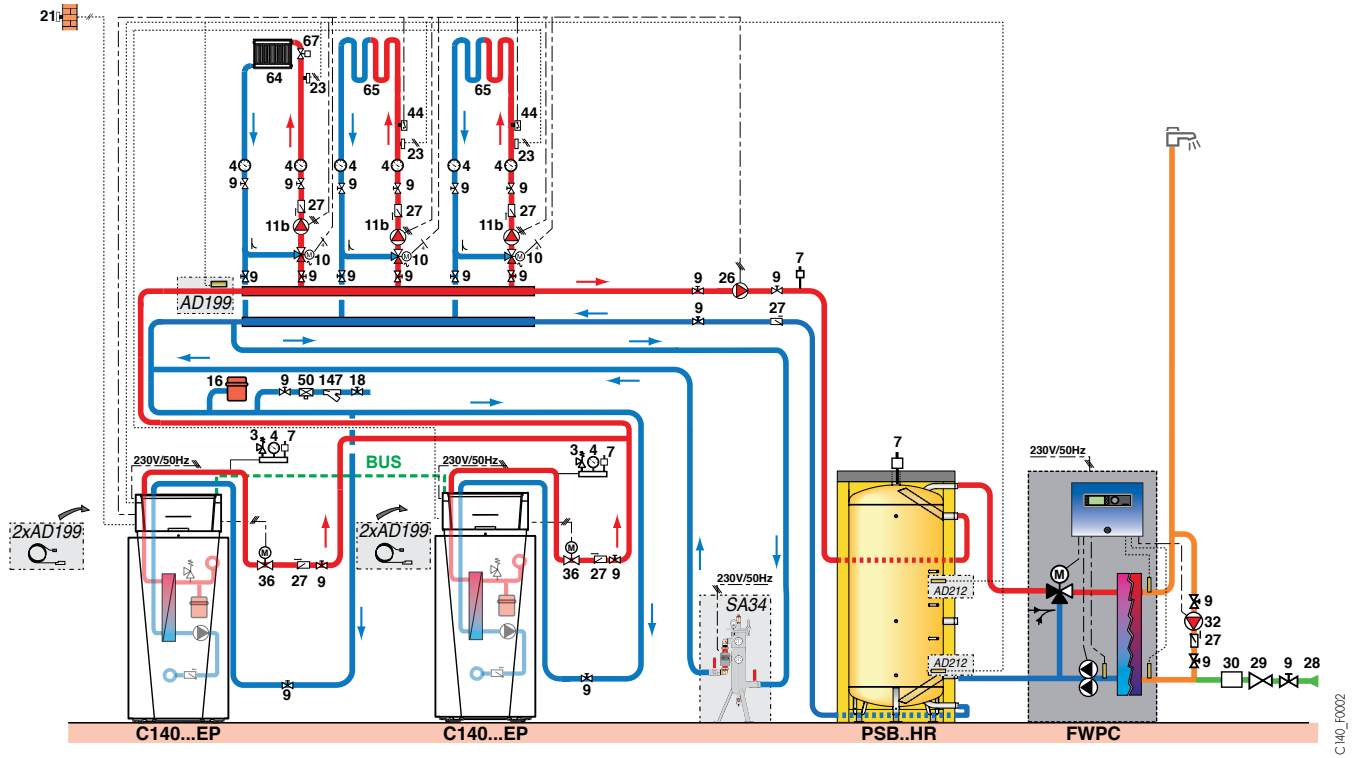 21
67
64
23
65
44
23
65
44
23
4
4
4
4
4
4
9
9
9
9
9
9
27
27
27
11b
11b
11b
M
10
M
10
M
10
9
9
9
9
9
9
AD199
9
26
9
7
9
27
16
9
50
147
18
3
4
7
3
4
7
230V/50Hz
BUS
230V/50Hz
7
230V/50Hz
2xAD199
2xAD199
M
36
27
9
M
36
27
9
9
9
230V/50Hz
SA34
AD212
AD212
M
9
32
27
9
30
29
9
28
C140...EP
C140...EP
PSB..HR
FWPC
C140_F0002